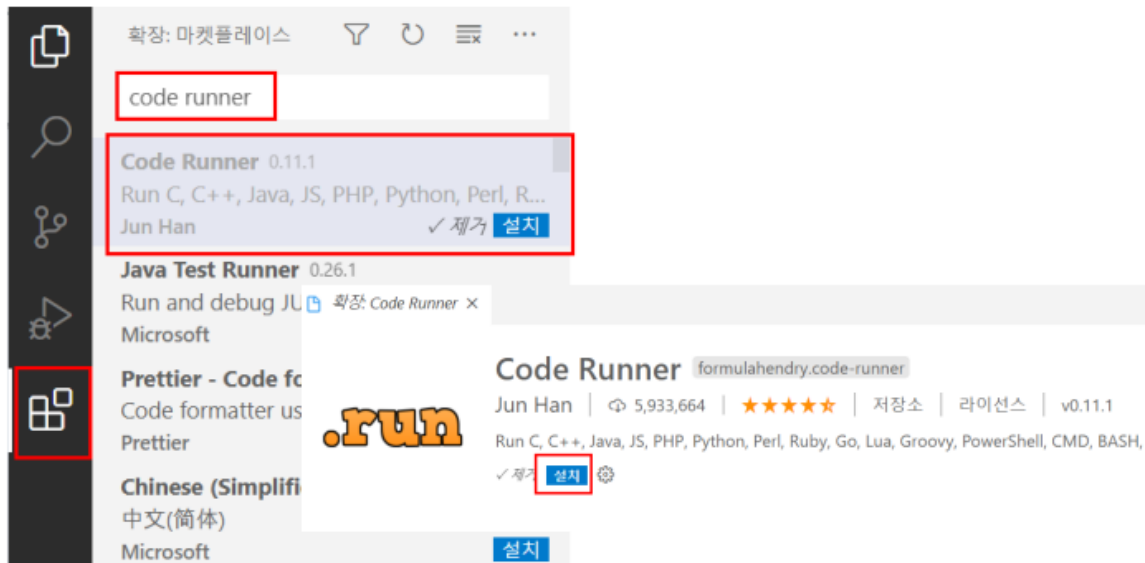 확장: 마켓플레이스
code runner
Code Runner 0.11.1
Run C, C++, Java, JS, PHP, Python, Perl, R...
Jun Han ✓ 제거 설치
Java Test Runner 0.26.1
Run and debug JU
Microsoft
Prettier - Code fo
Code formatter us
Prettier
Chinese (Simplifi
中文(简体)
Microsoft 설치
확장: Code Runner ×
.run
Code Runner formulahendry.code-runner
Jun Han 5,933,664 저장소 라이선스 v0.11.1
Run C, C++, Java, JS, PHP, Python, Perl, Ruby, Go, Lua, Groovy, PowerShell, CMD, BASH,
✓ 제거 설치